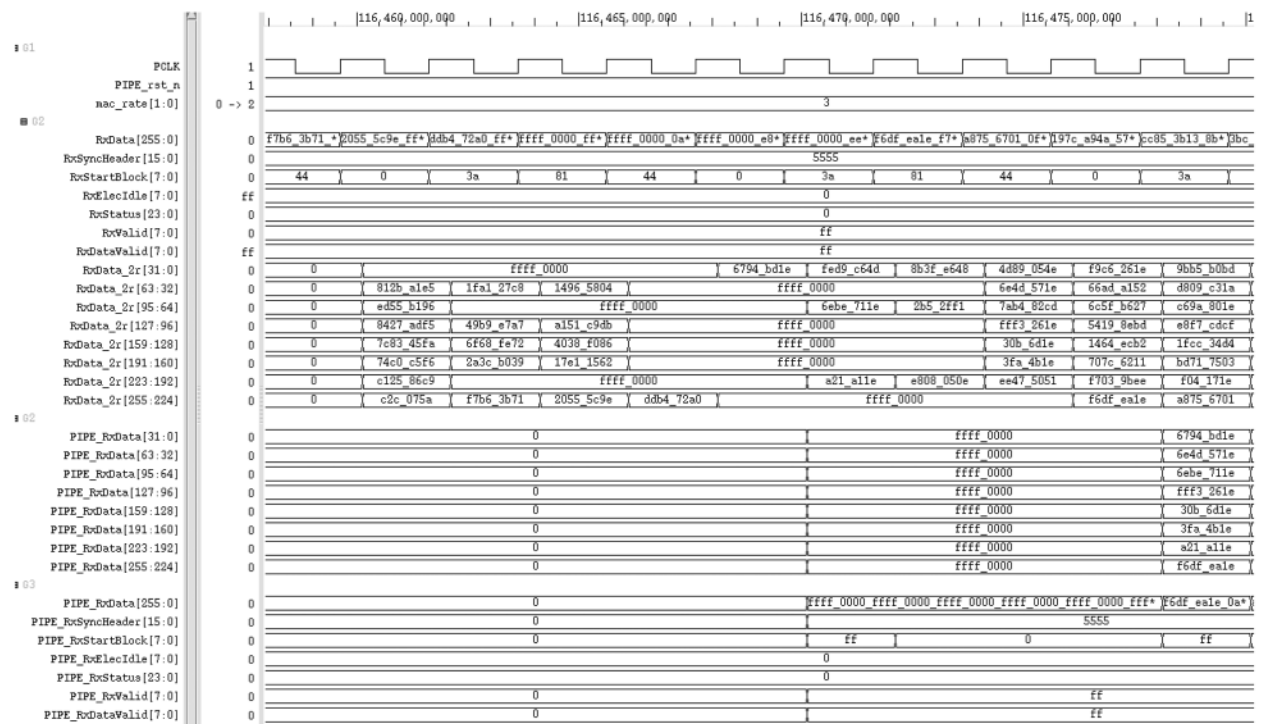 116,460,000,000 116,465,000,000 116,470,000,000 116,475,000,000 1
G1
PCLK 1
PIPE_rst_n 1
mac_rate[1:0] 0 -> 2 3
G2
RxData[255:0] 0 f7b6_3b71_* 2055_5c9e_ff* ddb4_72a0_ff* ffff_0000_ff* ffff_0000_0a* ffff_0000_e8* ffff_0000_ee* f6df_ea1e_f7* a875_6701_0f* 197c_a94a_57* cc85_3b13_8b* 3bc_
RxSyncHeader[15:0] 0 5555
RxStartBlock[7:0] 0 44 0 3a 81 44 0 3a 81 44 0 3a
RxElecIdle[7:0] ff 0
RxStatus[23:0] 0 0
RxValid[7:0] 0 ff
RxDataValid[7:0] ff ff
RxData_2r[31:0] 0 0 ffff_0000 6794_bd1e fed9_c64d 8b3f_e648 4d89_054e f9c6_261e 9bb5_b0bd
RxData_2r[63:32] 0 0 812b_a1e5 1fa1_27c8 1496_5804 ffff_0000 6e4d_571e 66ad_a152 d809_c31a
RxData_2r[95:64] 0 0 ed55_b196 ffff_0000 6ebe_711e 2b5_2ff1 7ab4_82cd 6c5f_b627 c69a_801e
RxData_2r[127:96] 0 0 8427_adf5 49b9_e7a7 a151_c9db ffff_0000 fff3_261e 5419_8ebd e8f7_cdcf
RxData_2r[159:128] 0 0 7c83_45fa 6f68_fe72 4038_f086 ffff_0000 30b_6d1e 1464_ecb2 1fcc_34d4
RxData_2r[191:160] 0 0 74c0_c5f6 2a3c_b039 17e1_1562 ffff_0000 3fa_4b1e 707c_6211 bd71_7503
RxData_2r[223:192] 0 0 c125_86c9 ffff_0000 a21_a11e e808_050e ee47_5051 f703_9bee f04_171e
RxData_2r[255:224] 0 0 c2c_075a f7b6_3b71 2055_5c9e ddb4_72a0 ffff_0000 f6df_ea1e a875_6701
G2
PIPE_RxData[31:0] 0 0 ffff_0000 6794_bd1e
PIPE_RxData[63:32] 0 0 ffff_0000 6e4d_571e
PIPE_RxData[95:64] 0 0 ffff_0000 6ebe_711e
PIPE_RxData[127:96] 0 0 ffff_0000 fff3_261e
PIPE_RxData[159:128] 0 0 ffff_0000 30b_6d1e
PIPE_RxData[191:160] 0 0 ffff_0000 3fa_4b1e
PIPE_RxData[223:192] 0 0 ffff_0000 a21_a11e
PIPE_RxData[255:224] 0 0 ffff_0000 f6df_ea1e
G3
PIPE_RxData[255:0] 0 0 ffff_0000_ffff_0000_ffff_0000_ffff_0000_ffff_0000_fff* f6df_ea1e_0a*
PIPE_RxSyncHeader[15:0] 0 0 5555
PIPE_RxStartBlock[7:0] 0 0 ff 0 ff
PIPE_RxElecIdle[7:0] 0 0
PIPE_RxStatus[23:0] 0 0
PIPE_RxValid[7:0] 0 0 ff
PIPE_RxDataValid[7:0] 0 0 ff